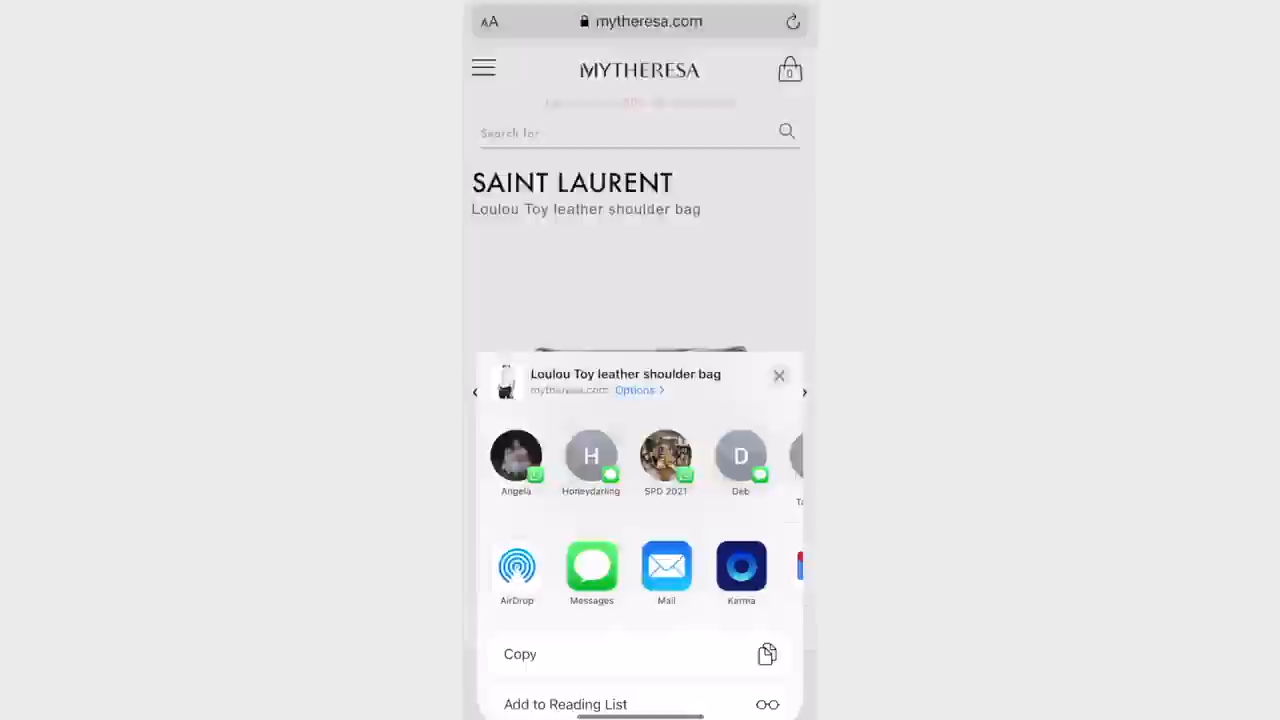 AA mytheresa.com
MYTHERESA
0
Search for
SAINT LAURENT
Loulou Toy leather shoulder bag
Loulou Toy leather shoulder bag
mytheresa.com Options >
H D
Angela Honeydarling SPD 2021 Deb
AirDrop Messages Mail Karma
Copy
Add to Reading List